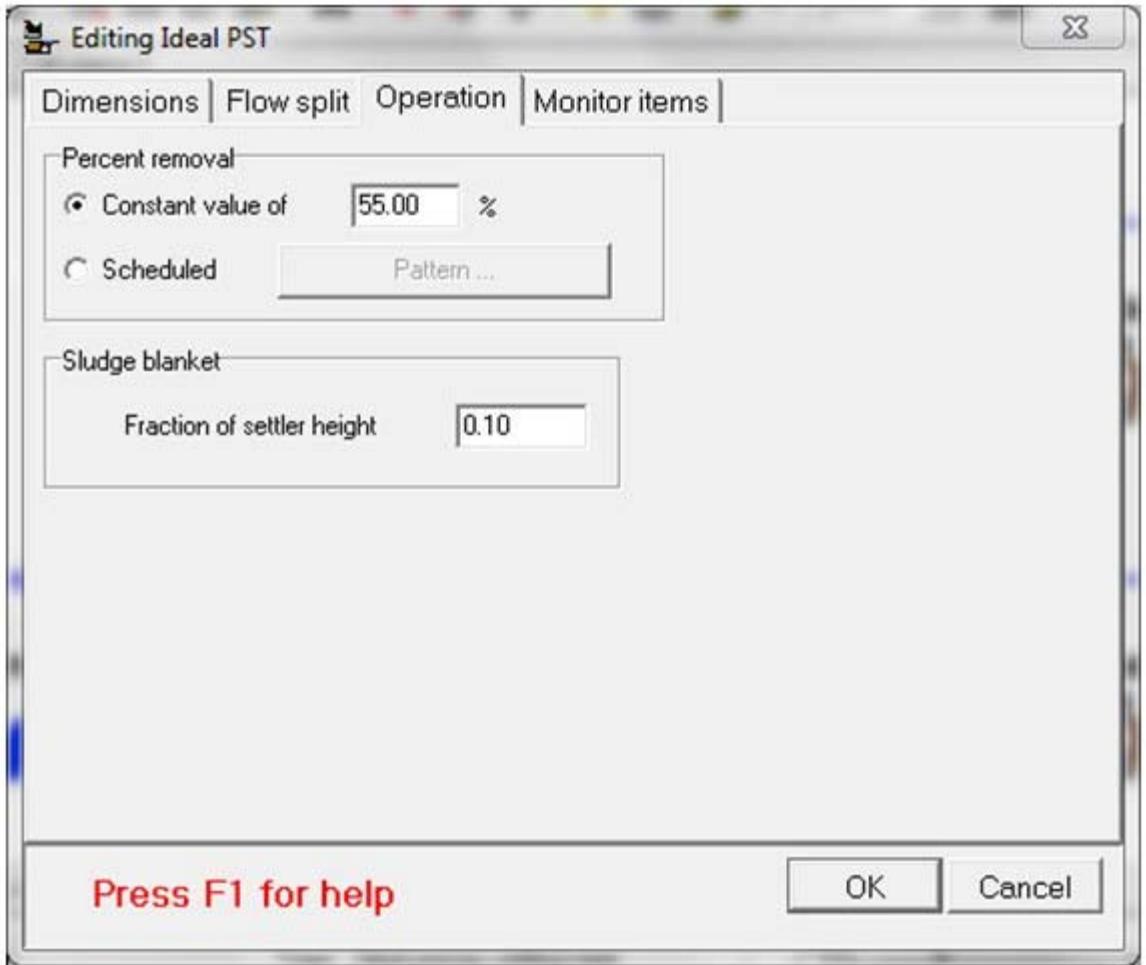 Editing Ideal PST
Dimensions Flow split Operation Monitor items
Percent removal
Constant value of 55.00 %
Scheduled Pattern ...
Sludge blanket
Fraction of settler height 0.10
Press F1 for help OK Cancel